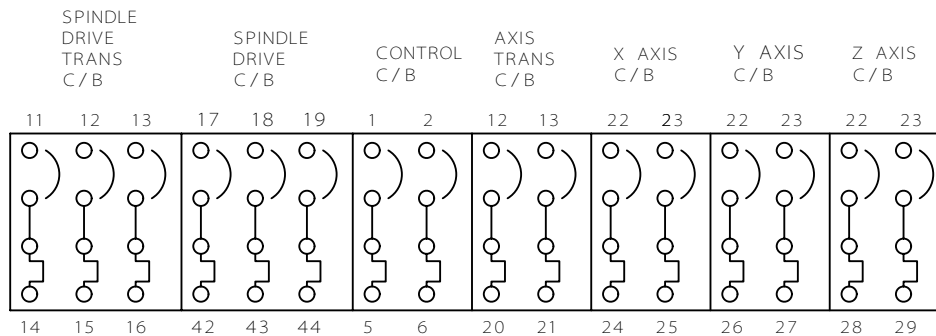 SPINDLE
DRIVE
TRANS
C/B
SPINDLE
DRIVE
C/B
CONTROL
C/B
AXIS
TRANS
C/B
X AXIS
C/B
Y AXIS
C/B
Z AXIS
C/B
11 12 13 17 18 19 1 2 12 13 22 23 22 23 22 23
14 15 16 42 43 44 5 6 20 21 24 25 26 27 28 29